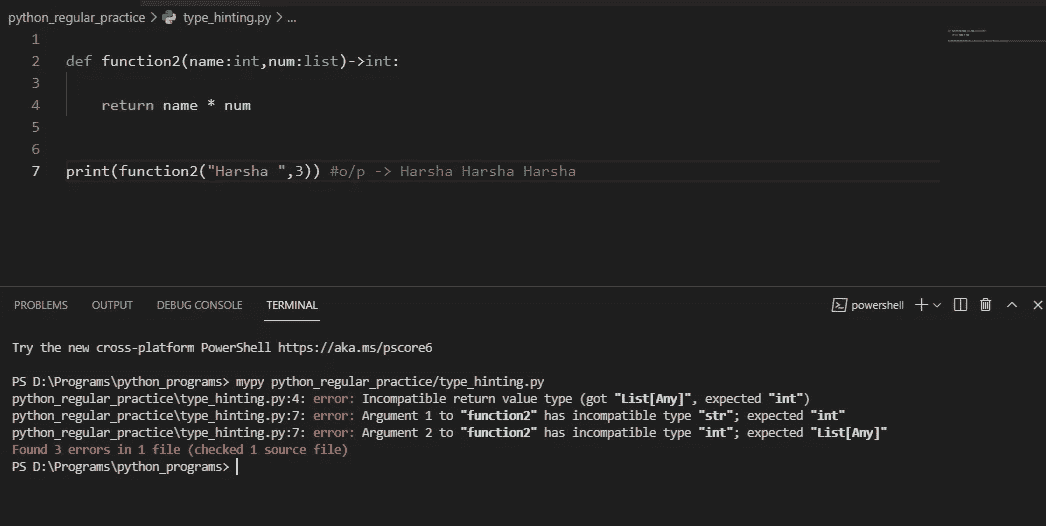 python_regular_practice > type_hinting.py > ...
1
2 def function2(name:int,num:list)->int:
3
4 return name * num
5
6
7 print(function2("Harsha ",3)) #o/p -> Harsha Harsha Harsha
PROBLEMS OUTPUT DEBUG CONSOLE TERMINAL powershell
Try the new cross-platform PowerShell https://aka.ms/pscore6
PS D:\Programs\python_programs> mypy python_regular_practice/type_hinting.py
python_regular_practice\type_hinting.py:4: error: Incompatible return value type (got "List[Any]", expected "int")
python_regular_practice\type_hinting.py:7: error: Argument 1 to "function2" has incompatible type "str"; expected "int"
python_regular_practice\type_hinting.py:7: error: Argument 2 to "function2" has incompatible type "int"; expected "List[Any]"
Found 3 errors in 1 file (checked 1 source file)
PS D:\Programs\python_programs>